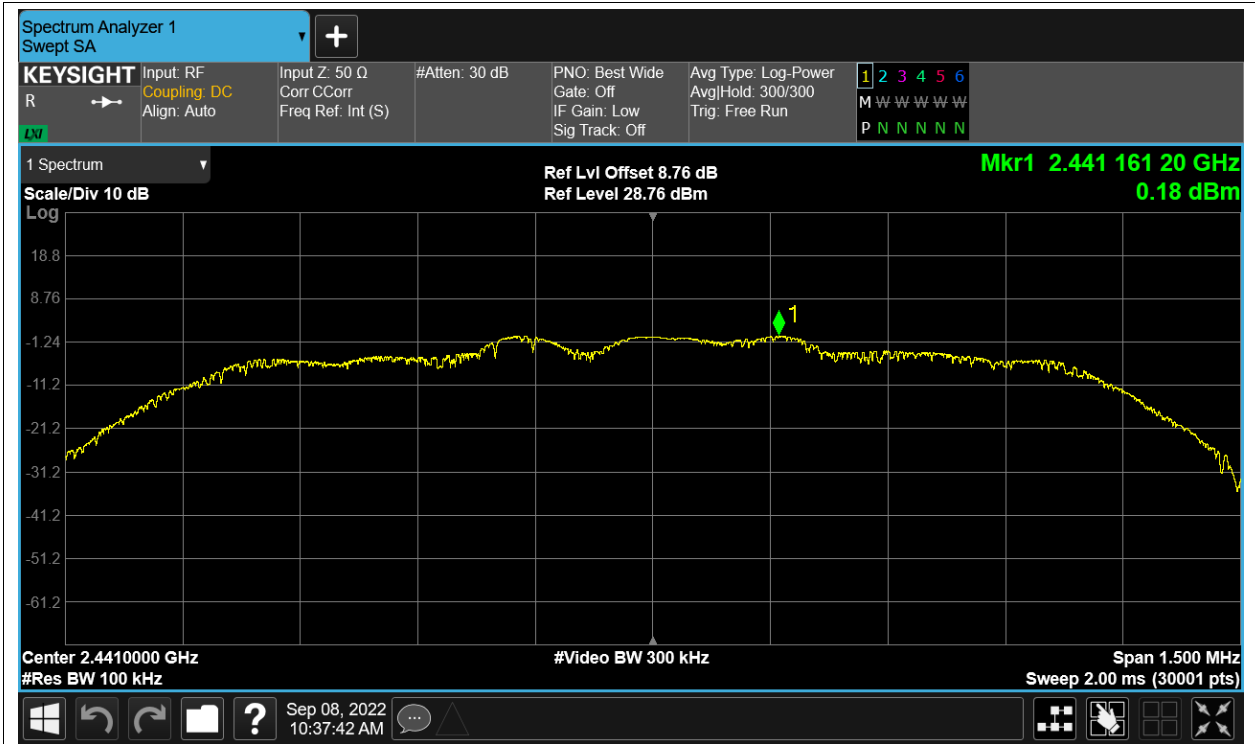 Spectrum Analyzer 1
Swept SA
KEYSIGHT
R
LXI
Input: RF
Coupling: DC
Align: Auto
Input Z: 50 Ω
Corr CCorr
Freq Ref: Int (S)
#Atten: 30 dB
PNO: Best Wide
Gate: Off
IF Gain: Low
Sig Track: Off
Avg Type: Log-Power
Avg|Hold: 300/300
Trig: Free Run
1 2 3 4 5 6
M W W W W W
P N N N N N
1 Spectrum
Scale/Div 10 dB
Log
Ref Lvl Offset 8.76 dB
Ref Level 28.76 dBm
Mkr1 2.441 161 20 GHz
0.18 dBm
18.8
8.76
1
-1.24
-11.2
-21.2
-31.2
-41.2
-51.2
-61.2
Center 2.4410000 GHz
#Video BW 300 kHz
Span 1.500 MHz
#Res BW 100 kHz
Sweep 2.00 ms (30001 pts)
?
Sep 08, 2022
10:37:42 AM